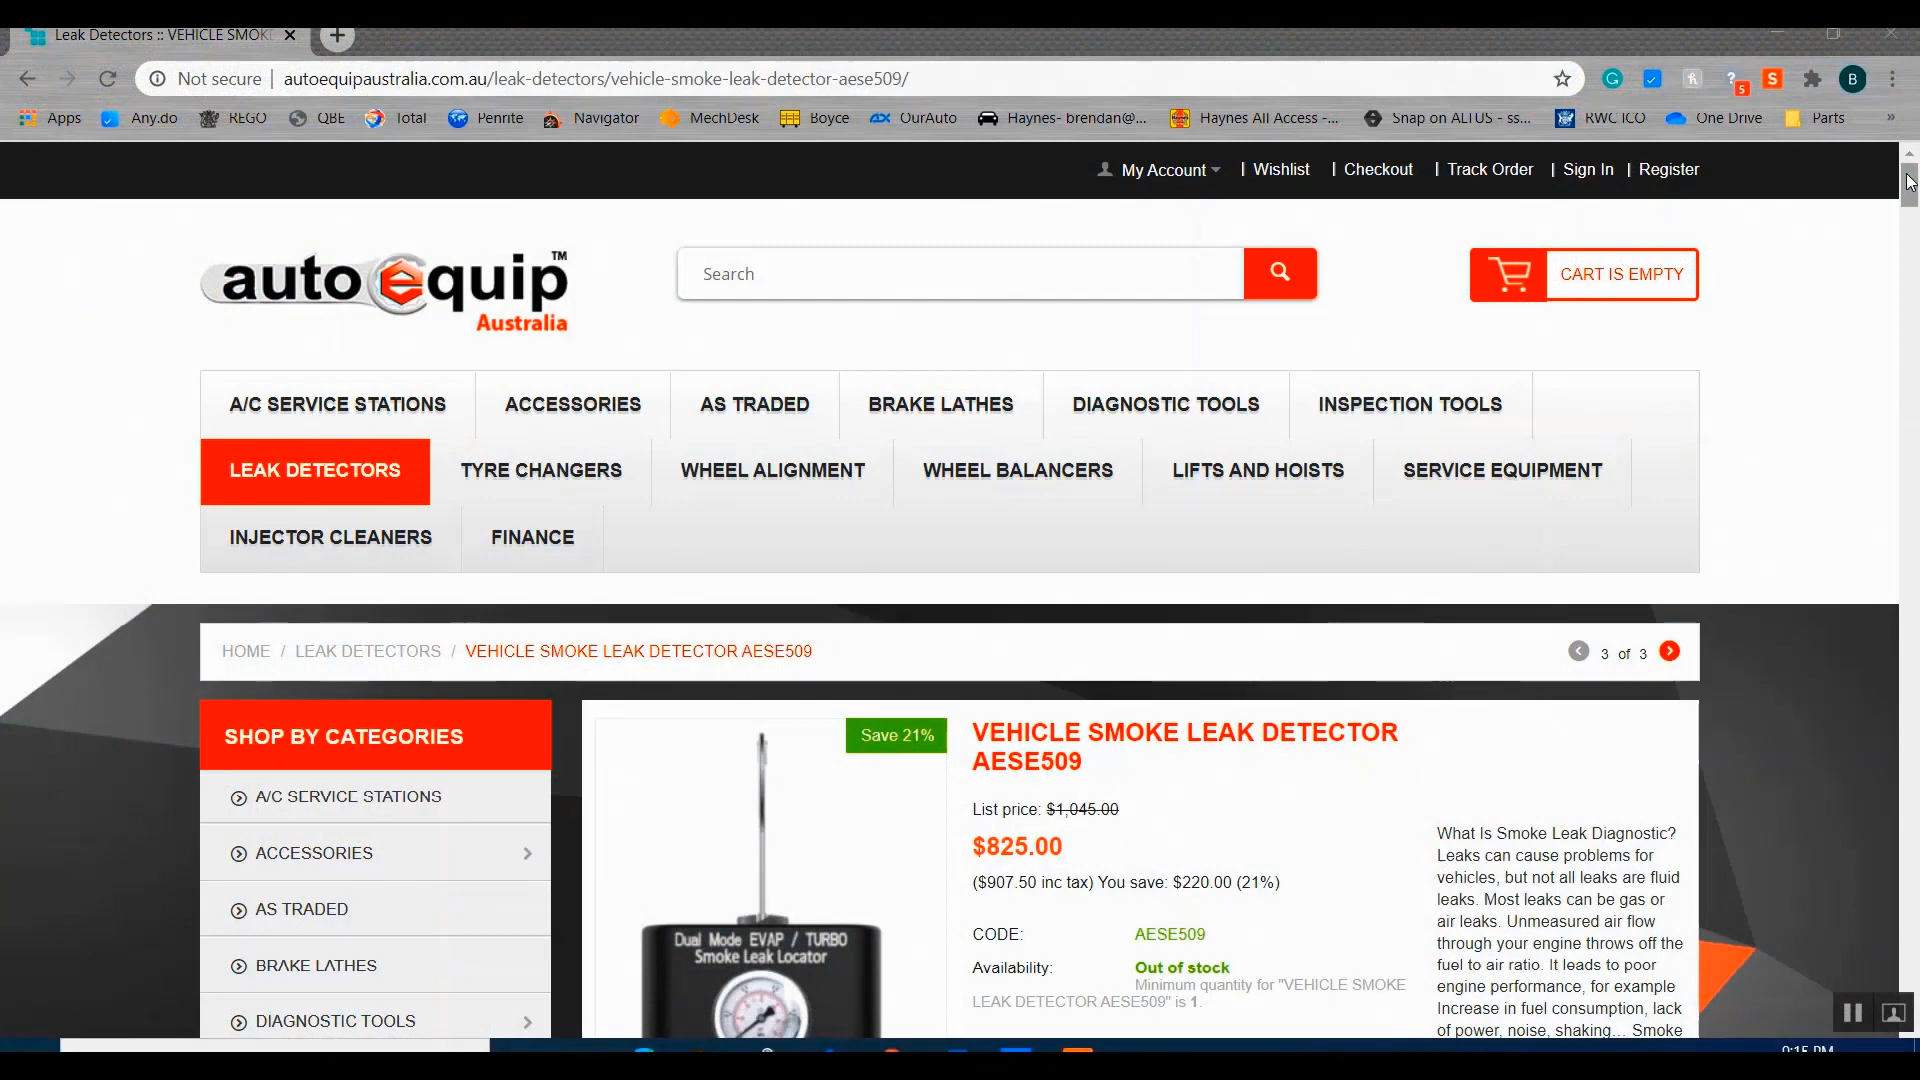 Leak Detectors :: VEHICLE SMOKE
Not secure | autoequipaustralia.com.au/leak-detectors/vehicle-smoke-leak-detector-aese509/
5
S
B
Apps Any.do REGO QBE Total Penrite Navigator MechDesk Boyce OurAuto Haynes- brendan@... Haynes All Access -... Snap on ALTUS - ss... RWC ICO One Drive Parts »
My Account | Wishlist | Checkout | Track Order | Sign In | Register
auto equip™
Australia
Search
CART IS EMPTY
A/C SERVICE STATIONS ACCESSORIES AS TRADED BRAKE LATHES DIAGNOSTIC TOOLS INSPECTION TOOLS
LEAK DETECTORS TYRE CHANGERS WHEEL ALIGNMENT WHEEL BALANCERS LIFTS AND HOISTS SERVICE EQUIPMENT
INJECTOR CLEANERS FINANCE
HOME / LEAK DETECTORS / VEHICLE SMOKE LEAK DETECTOR AESE509
3 of 3
SHOP BY CATEGORIES
A/C SERVICE STATIONS
ACCESSORIES
AS TRADED
BRAKE LATHES
DIAGNOSTIC TOOLS
Save 21%
Dual Mode EVAP / TURBO
Smoke Leak Locator
VEHICLE SMOKE LEAK DETECTOR
AESE509
List price: $1,045.00
$825.00
($907.50 inc tax) You save: $220.00 (21%)
CODE: AESE509
Availability: Out of stock
Minimum quantity for "VEHICLE SMOKE
LEAK DETECTOR AESE509" is 1.
What Is Smoke Leak Diagnostic?
Leaks can cause problems for
vehicles, but not all leaks are fluid
leaks. Most leaks can be gas or
air leaks. Unmeasured air flow
through your engine throws off the
fuel to air ratio. It leads to poor
engine performance, for example
Increase in fuel consumption, lack
of power, noise, shaking... Smoke